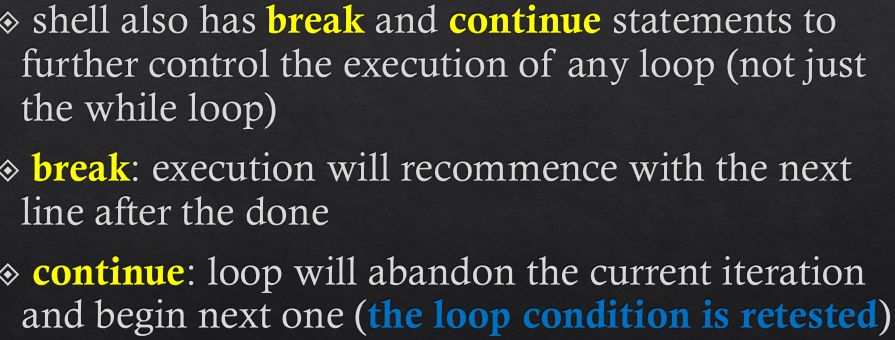 ◈ shell also has break and continue statements to
further control the execution of any loop (not just
the while loop)
◈ break: execution will recommence with the next
line after the done
◈ continue: loop will abandon the current iteration
and begin next one (the loop condition is retested)